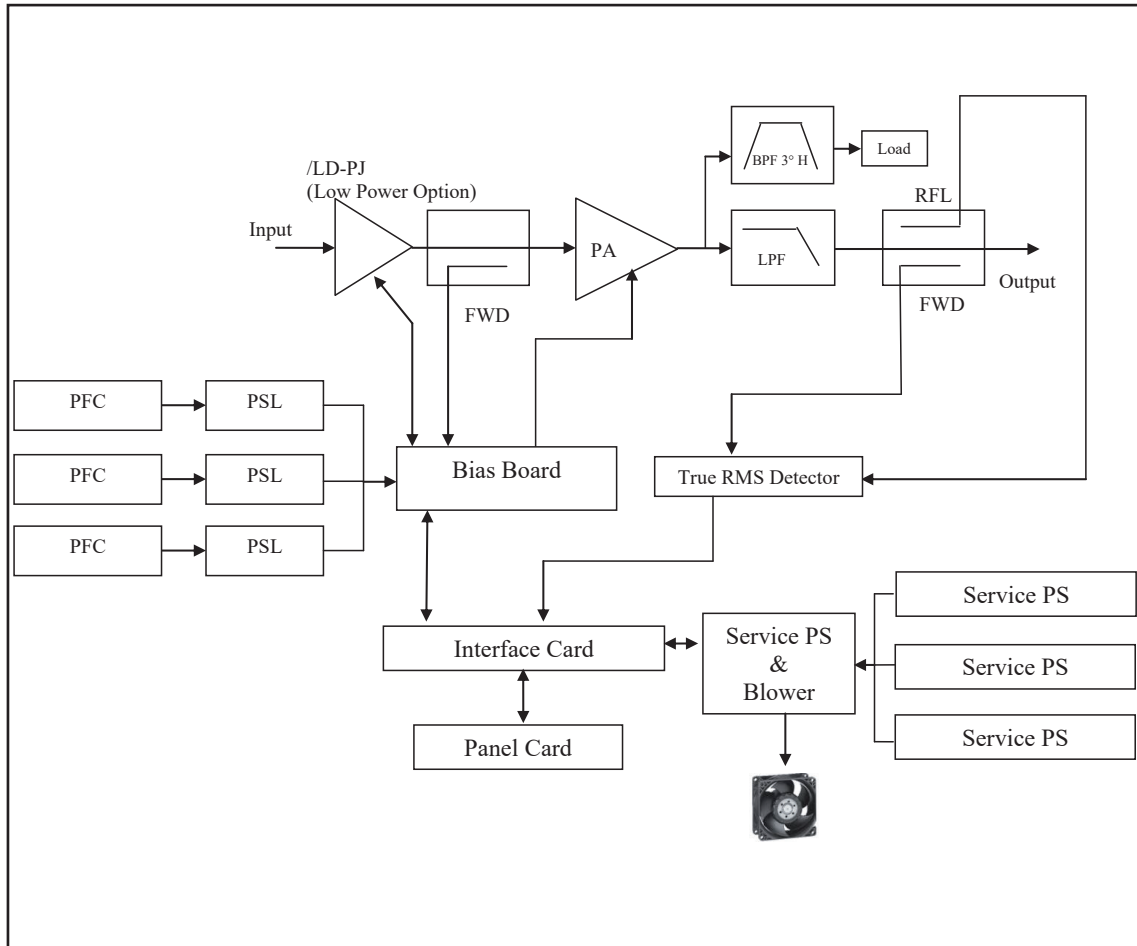 BPF 3° H
Load
/LD-PJ
(Low Power Option)
RFL
Input
PA
LPF
Output
FWD
FWD
PFC
PSL
PFC
PSL
PFC
PSL
Bias Board
True RMS Detector
Interface Card
Panel Card
Service PS
&
Blower
Service PS
Service PS
Service PS